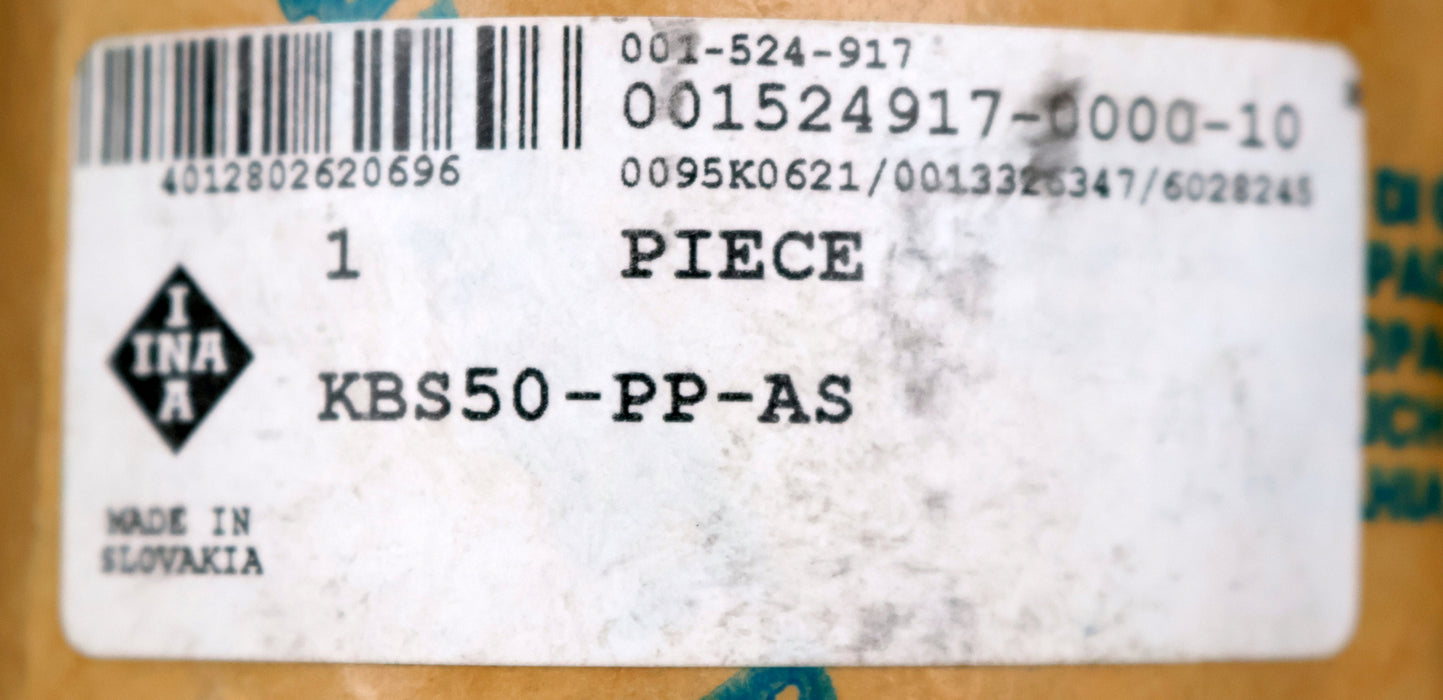 001-524-917
001524917-0000-10
4012802620696
0095K0621/0013326347/6028245
1 PIECE
I
INA
A
KBS50-PP-AS
MADE IN
SLOVAKIA